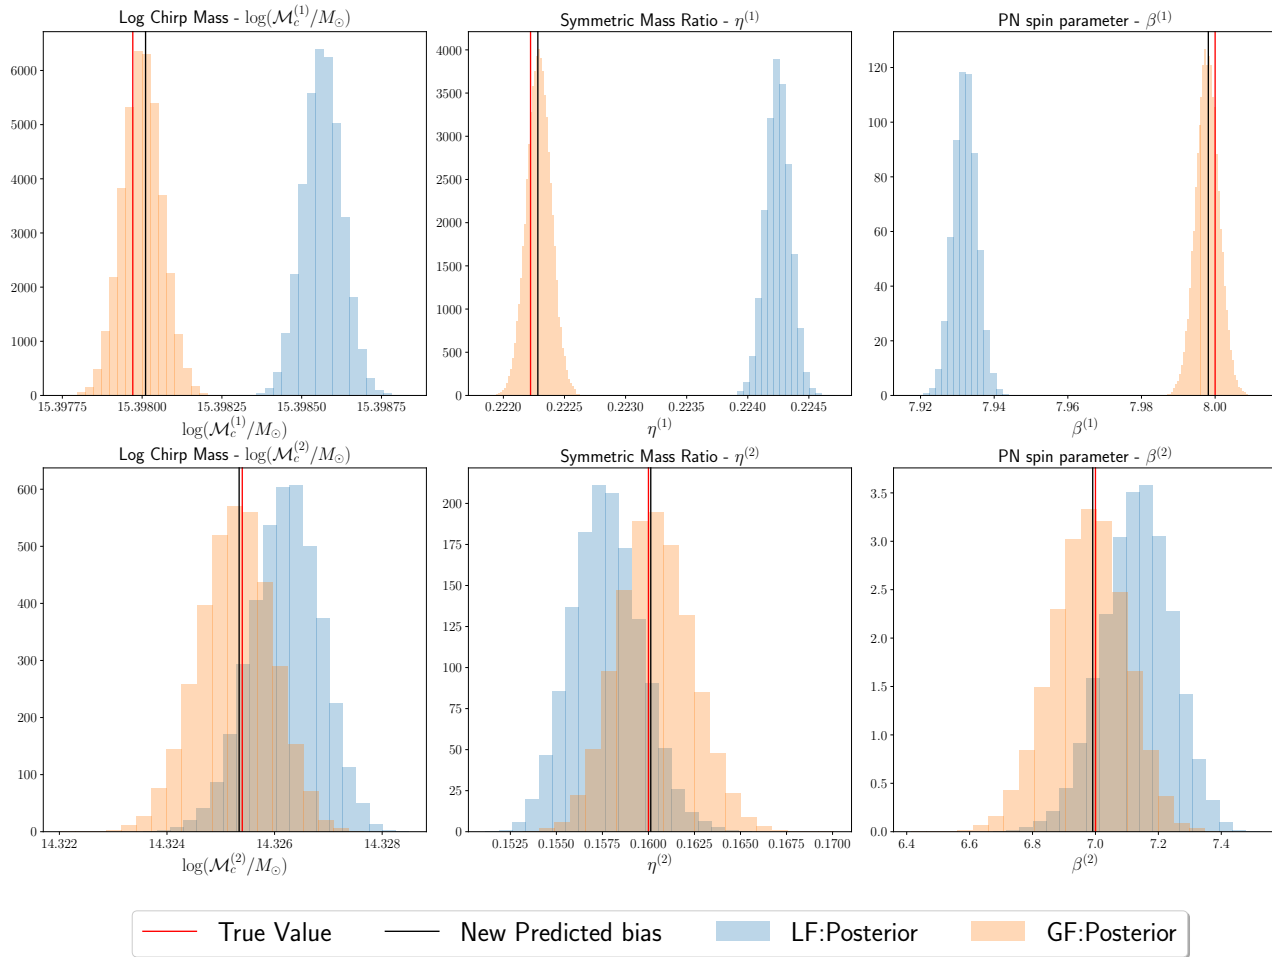 Log Chirp Mass - log(ℳ_c^(1)/M_⊙)
Symmetric Mass Ratio - η^(1)
PN spin parameter - β^(1)
6000
5000
4000
3000
2000
1000
0
15.39775 15.39800 15.39825 15.39850 15.39875
log(ℳ_c^(1)/M_⊙)
4000
3500
3000
2500
2000
1500
1000
500
0
0.2220 0.2225 0.2230 0.2235 0.2240 0.2245
η^(1)
120
100
80
60
40
20
0
7.92 7.94 7.96 7.98 8.00
β^(1)
Log Chirp Mass - log(ℳ_c^(2)/M_⊙)
Symmetric Mass Ratio - η^(2)
PN spin parameter - β^(2)
600
500
400
300
200
100
0
14.322 14.324 14.326 14.328
log(ℳ_c^(2)/M_⊙)
200
175
150
125
100
75
50
25
0
0.1525 0.1550 0.1575 0.1600 0.1625 0.1650 0.1675 0.1700
η^(2)
3.5
3.0
2.5
2.0
1.5
1.0
0.5
0.0
6.4 6.6 6.8 7.0 7.2 7.4
β^(2)
True Value New Predicted bias LF:Posterior GF:Posterior